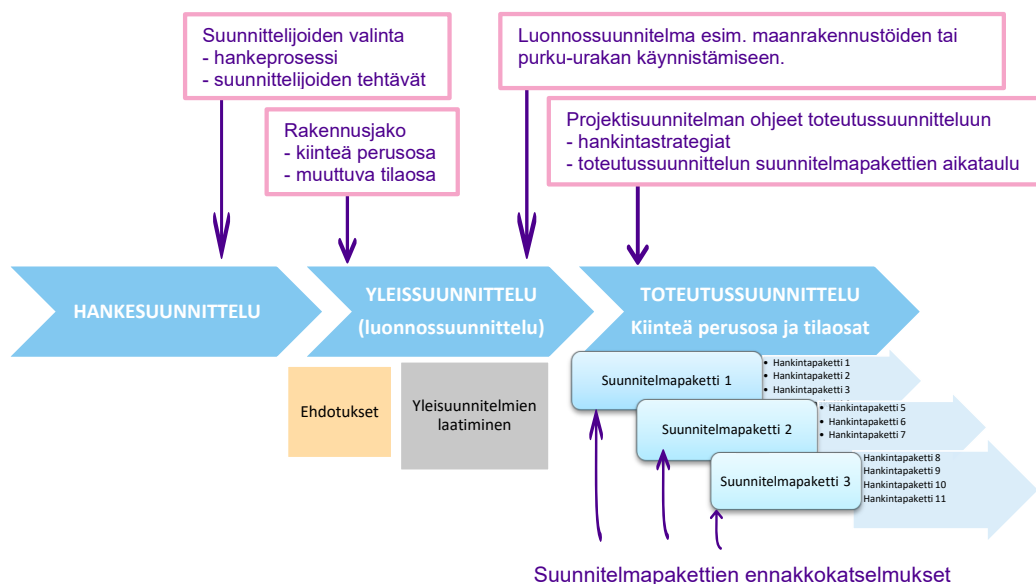 Suunnittelijoiden valinta
- hankeprosessi
- suunnittelijoiden tehtävät
Luonnossuunnitelma esim. maanrakennustöiden tai
purku-urakan käynnistämiseen.
Rakennusjako
- kiinteä perusosa
- muuttuva tilaosa
Projektisuunnitelman ohjeet toteutussuunnitteluun
- hankintastrategiat
- toteutussuunnittelun suunnitelmapakettien aikataulu
HANKESUUNNITTELU
YLEISSUUNNITTELU
(luonnossuunnittelu)
TOTEUTUSSUUNNITTELU
Kiinteä perusosa ja tilaosat
Ehdotukset
Yleisuunnitelmien
laatiminen
Suunnitelmapaketti 1
• Hankintapaketti 1
• Hankintapaketti 2
• Hankintapaketti 3
Suunnitelmapaketti 2
• Hankintapaketti 5
• Hankintapaketti 6
• Hankintapaketti 7
Suunnitelmapaketti 3
Hankintapaketti 8
Hankintapaketti 9
Hankintapaketti 10
Hankintapaketti 11
Suunnitelmapakettien ennakkokatselmukset